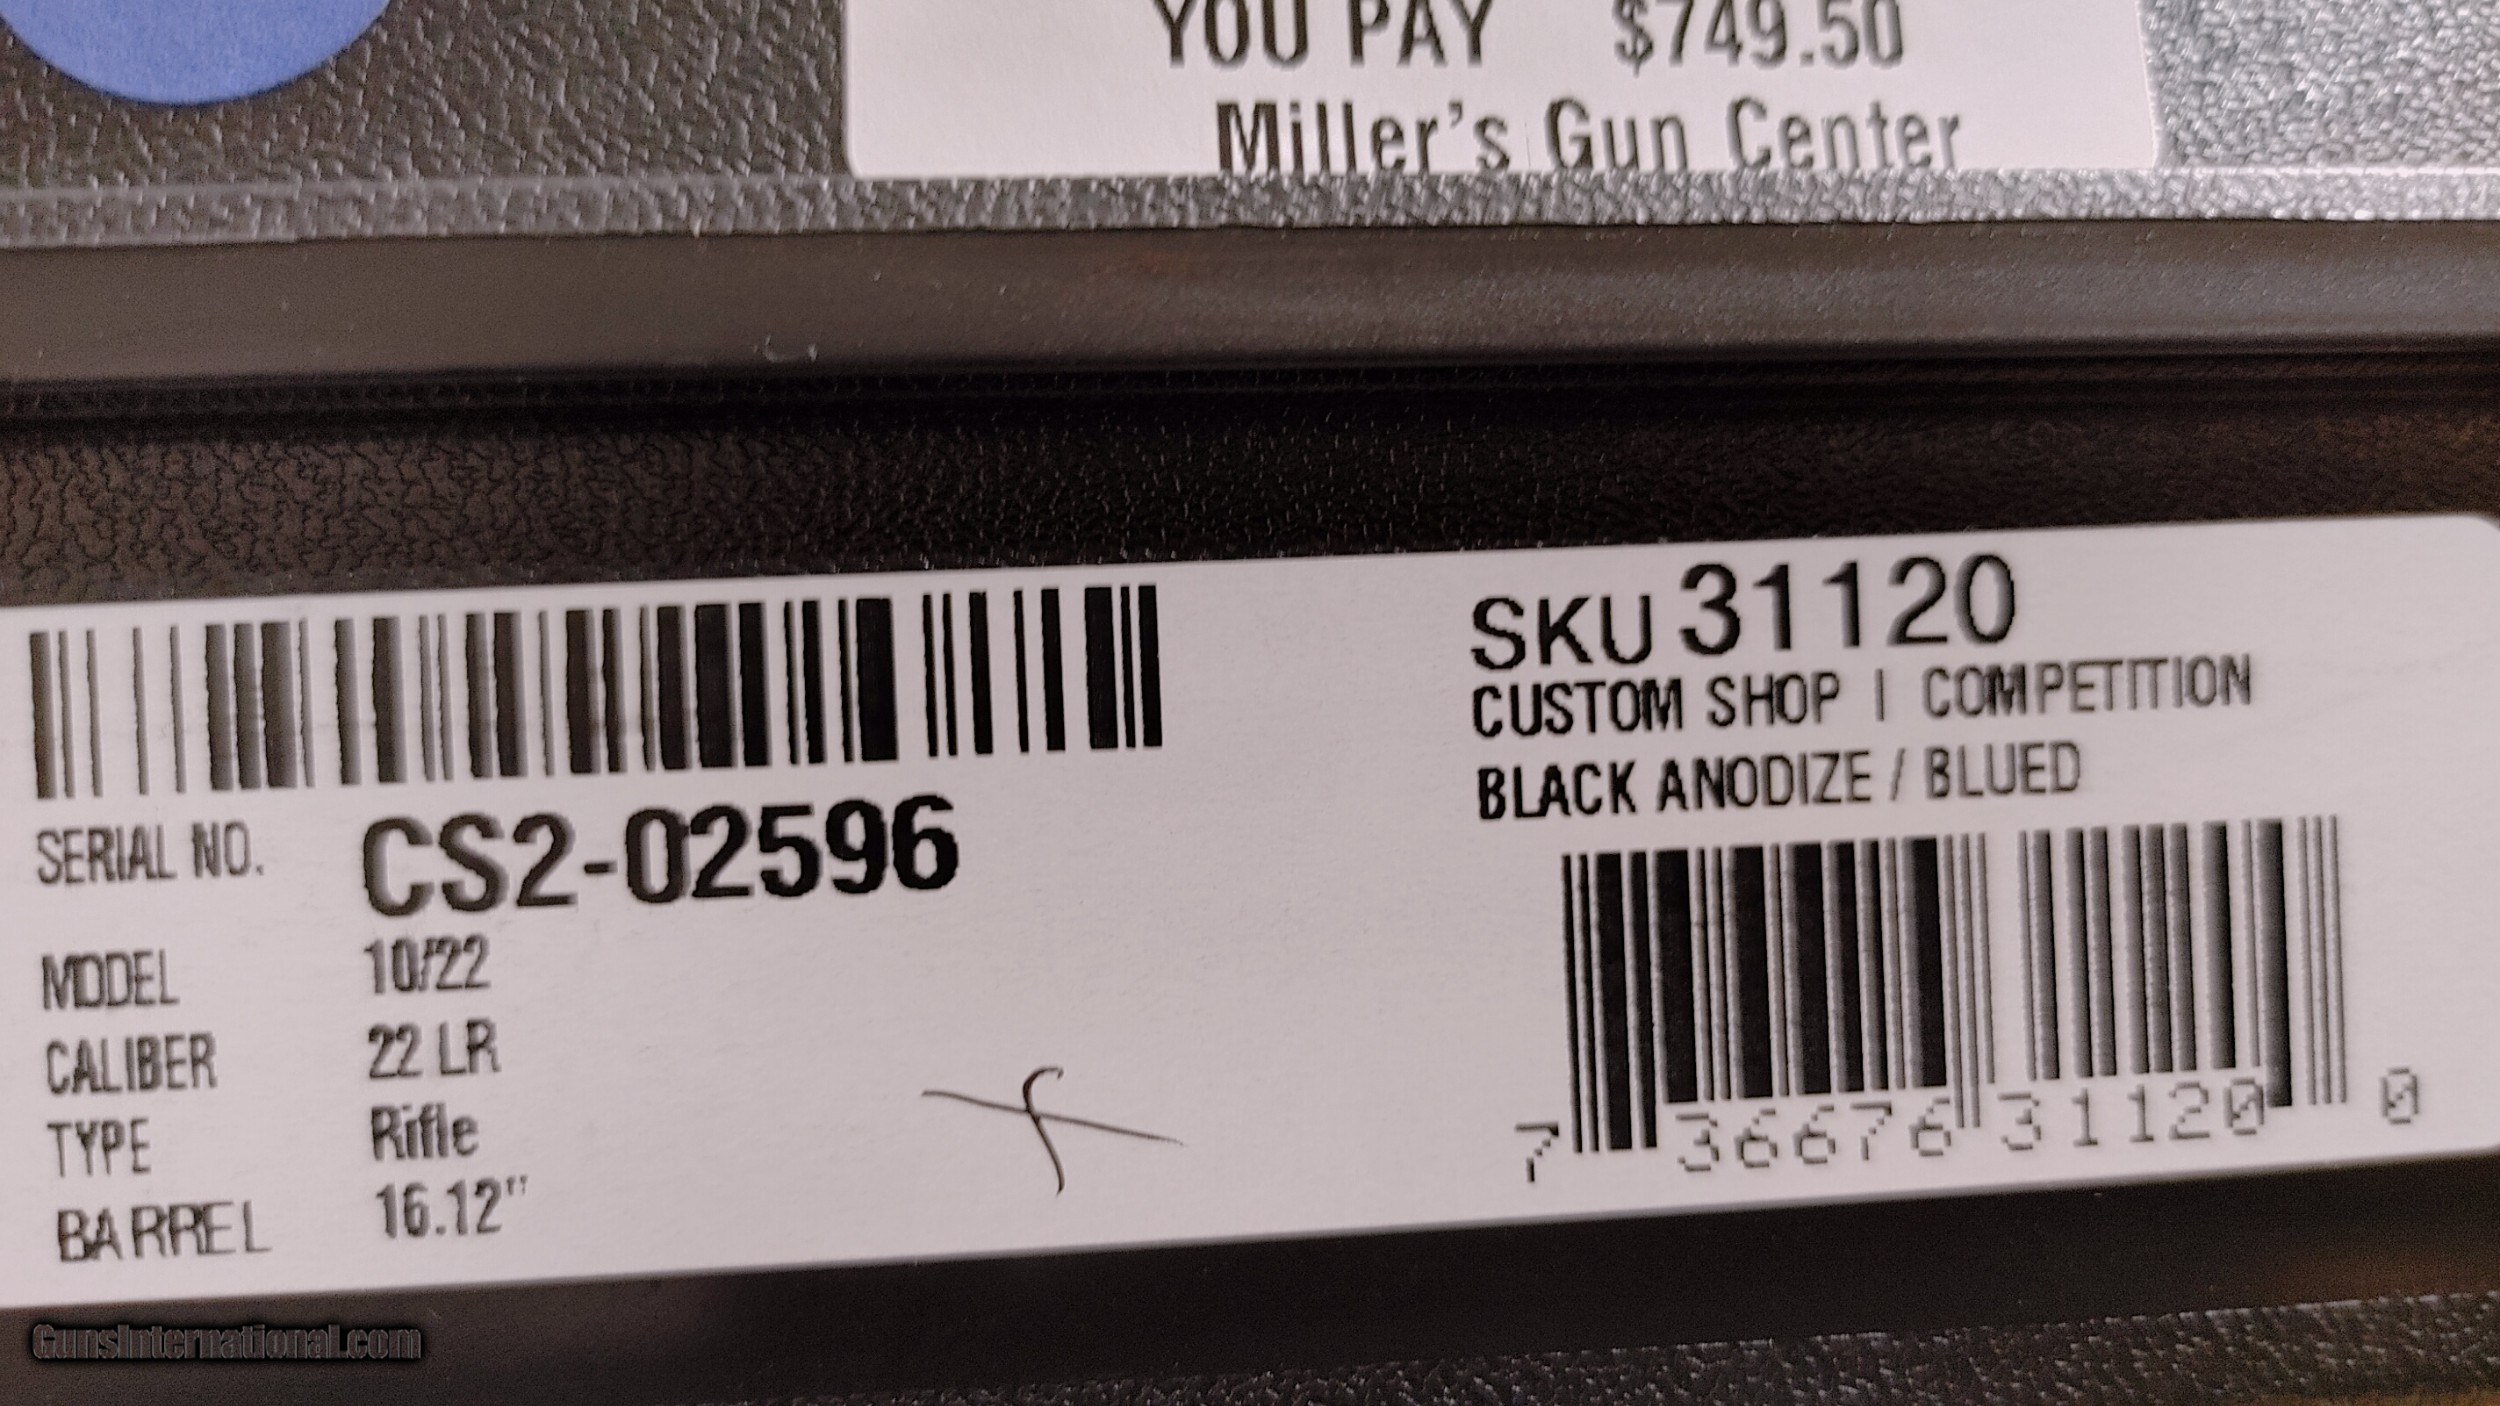 YOU PAY $749.50
Miller's Gun Center
SKU 31120
CUSTOM SHOP | COMPETITION
BLACK ANODIZE / BLUED
7 36676 31120 0
SERIAL NO. CS2-02596
MODEL 10/22
CALIBER 22 LR
TYPE Rifle
BARREL 16.12"
GunsInternational.com